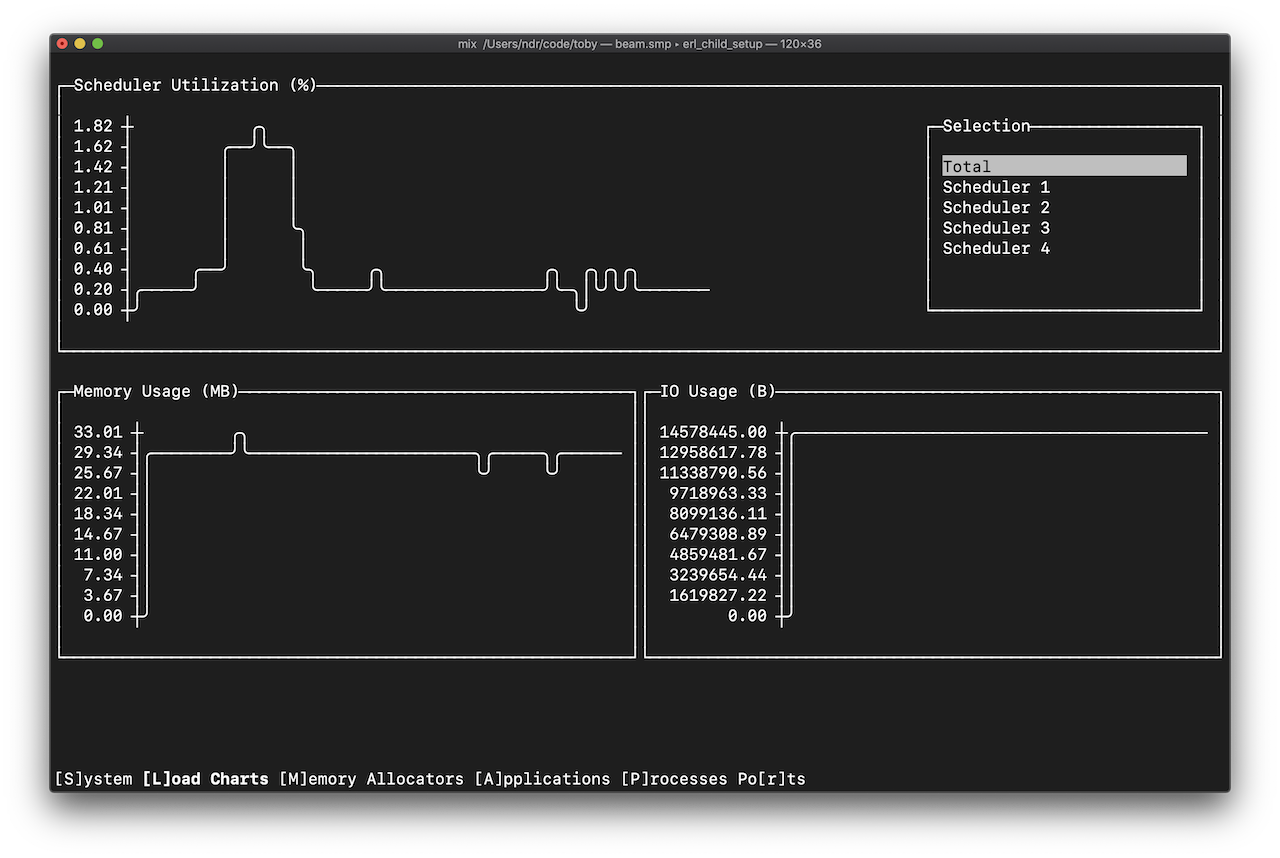 mix /Users/ndr/code/toby — beam.smp ▸ erl_child_setup — 120×36
Scheduler Utilization (%)
1.82
1.62
1.42
1.21
1.01
0.81
0.61
0.40
0.20
0.00
Selection
Total
Scheduler 1
Scheduler 2
Scheduler 3
Scheduler 4
Memory Usage (MB)
33.01
29.34
25.67
22.01
18.34
14.67
11.00
7.34
3.67
0.00
IO Usage (B)
14578445.00
12958617.78
11338790.56
9718963.33
8099136.11
6479308.89
4859481.67
3239654.44
1619827.22
0.00
[S]ystem [L]oad Charts [M]emory Allocators [A]pplications [P]rocesses Po[r]ts